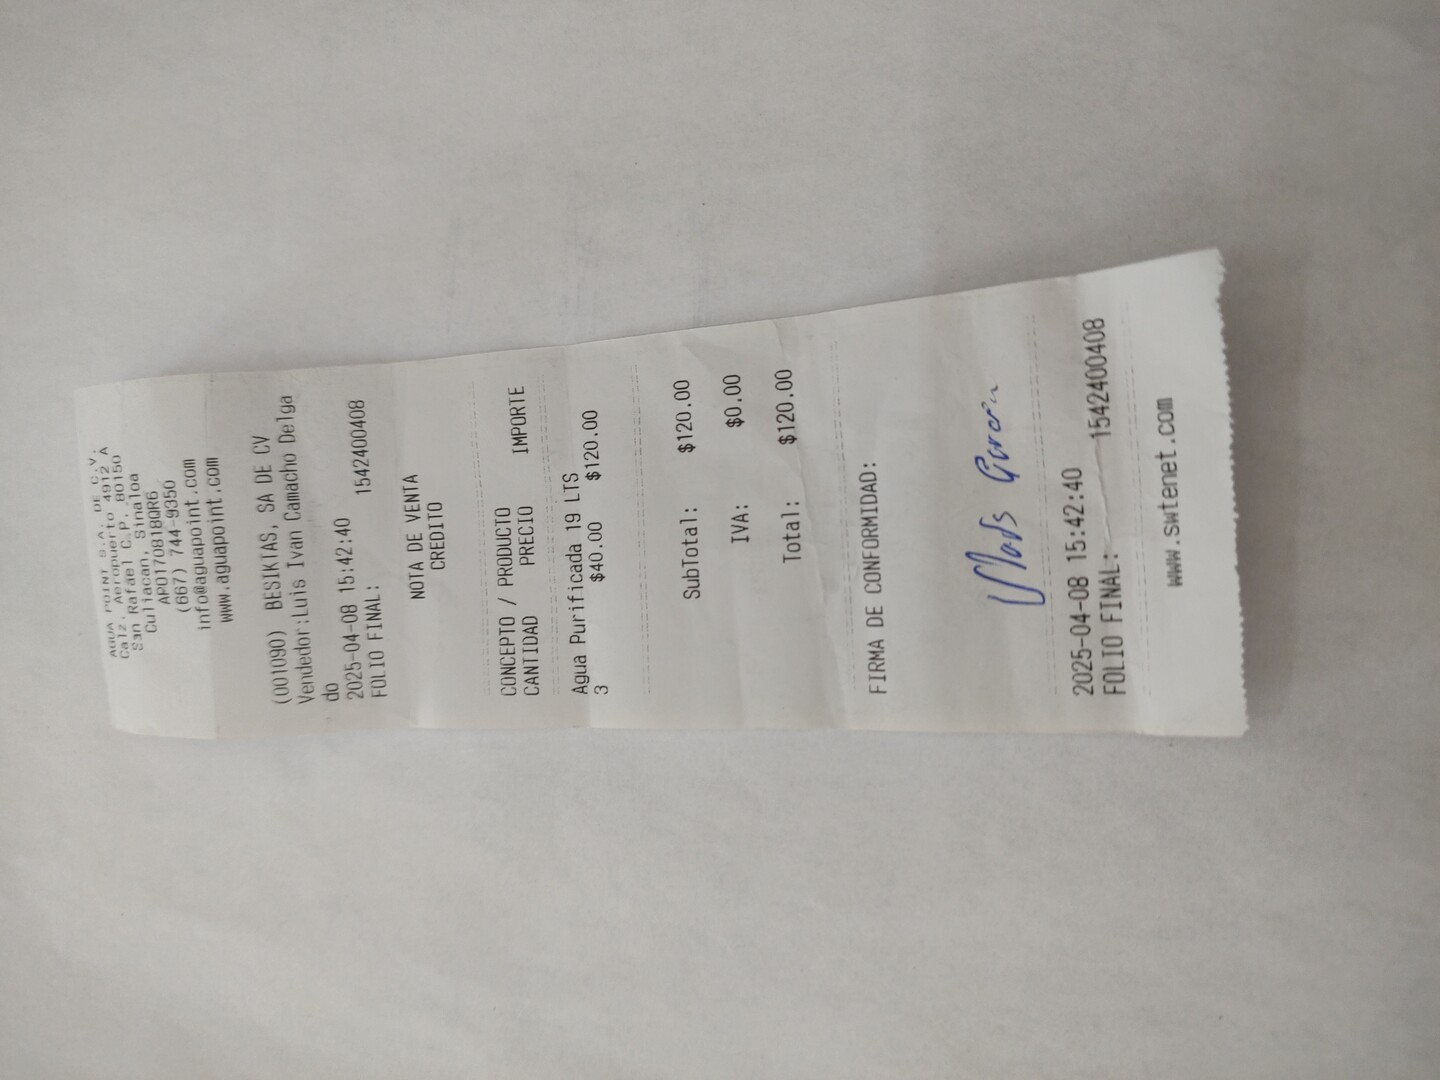 AGUA POINT S.A. DE C.V.
Calz. Aeropuerto 4912 A
San Rafael C.P. 80150
Culiacan, Sinaloa
APO170818QR6
(667) 744-9350
info@aguapoint.com
www.aguapoint.com
(001090) BESIKTAS, SA DE CV
Vendedor:Luis Ivan Camacho Delga
do
2025-04-08 15:42:40
FOLIO FINAL: 1542400408
NOTA DE VENTA
CREDITO
CONCEPTO / PRODUCTO
CANTIDAD PRECIO IMPORTE
Agua Purificada 19 LTS
3 $40.00 $120.00
SubTotal: $120.00
IVA: $0.00
Total: $120.00
FIRMA DE CONFORMIDAD:
2025-04-08 15:42:40
FOLIO FINAL: 1542400408
www.swtenet.com